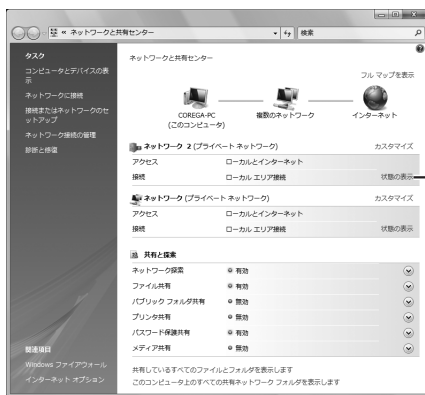 ネットワークと共有センター
検索
タスク
コンピュータとデバイスの表示
ネットワークに接続
接続またはネットワークのセットアップ
ネットワーク接続の管理
診断と修復
関連項目
Windows ファイアウォール
インターネット オプション
ネットワークと共有センター
フル マップを表示
COREGA-PC
(このコンピュータ)
複数のネットワーク
インターネット
ネットワーク 2 (プライベート ネットワーク)
カスタマイズ
アクセス
ローカルとインターネット
接続
ローカル エリア接続
状態の表示
ネットワーク (プライベート ネットワーク)
カスタマイズ
アクセス
ローカルとインターネット
接続
ローカル エリア接続
状態の表示
共有と探索
ネットワーク探索
有効
ファイル共有
有効
パブリック フォルダ共有
無効
プリンタ共有
無効
パスワード保護共有
有効
メディア共有
無効
共有しているすべてのファイルとフォルダを表示します
このコンピュータ上のすべての共有ネットワーク フォルダを表示します